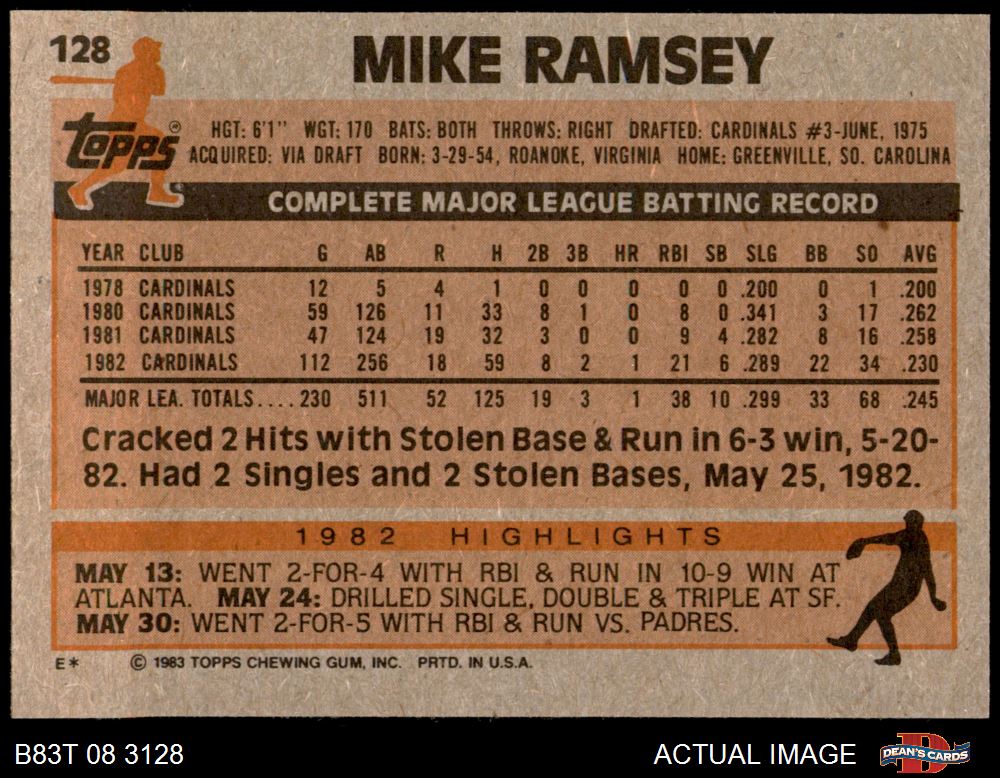 128 MIKE RAMSEY
Topps®
HGT: 6'1" WGT: 170 BATS: BOTH THROWS: RIGHT DRAFTED: CARDINALS #3-JUNE, 1975
ACQUIRED: VIA DRAFT BORN: 3-29-54, ROANOKE, VIRGINIA HOME: GREENVILLE, SO. CAROLINA
COMPLETE MAJOR LEAGUE BATTING RECORD
YEAR CLUB G AB R H 2B 3B HR RBI SB SLG BB SO AVG
1978 CARDINALS 12 5 4 1 0 0 0 0 0 .200 0 1 .200
1980 CARDINALS 59 126 11 33 8 1 0 8 0 .341 3 17 .262
1981 CARDINALS 47 124 19 32 3 0 0 9 4 .282 8 16 .258
1982 CARDINALS 112 256 18 59 8 2 1 21 6 .289 22 34 .230
MAJOR LEA. TOTALS.... 230 511 52 125 19 3 1 38 10 .299 33 68 .245
Cracked 2 Hits with Stolen Base & Run in 6-3 win, 5-20-
82. Had 2 Singles and 2 Stolen Bases, May 25, 1982.
1982 HIGHLIGHTS
MAY 13: WENT 2-FOR-4 WITH RBI & RUN IN 10-9 WIN AT
ATLANTA. MAY 24: DRILLED SINGLE, DOUBLE & TRIPLE AT SF.
MAY 30: WENT 2-FOR-5 WITH RBI & RUN VS. PADRES.
E* © 1983 TOPPS CHEWING GUM, INC. PRTD. IN U.S.A.
B83T 08 3128 ACTUAL IMAGE DEAN'S CARDS